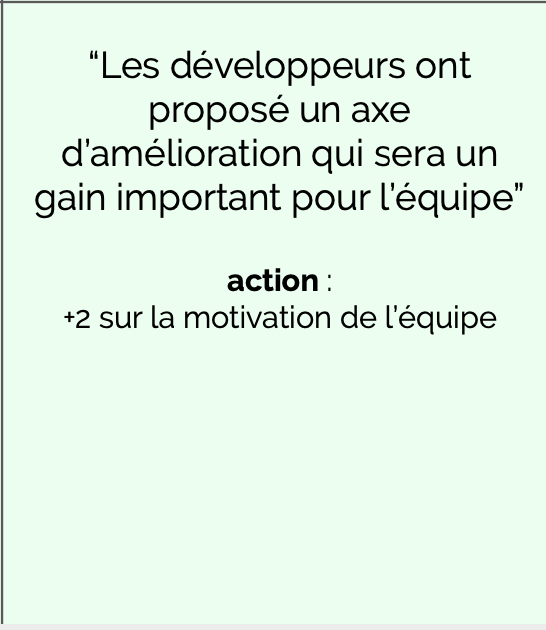 “Les développeurs ont
proposé un axe
d’amélioration qui sera un
gain important pour l’équipe”
action :
+2 sur la motivation de l’équipe